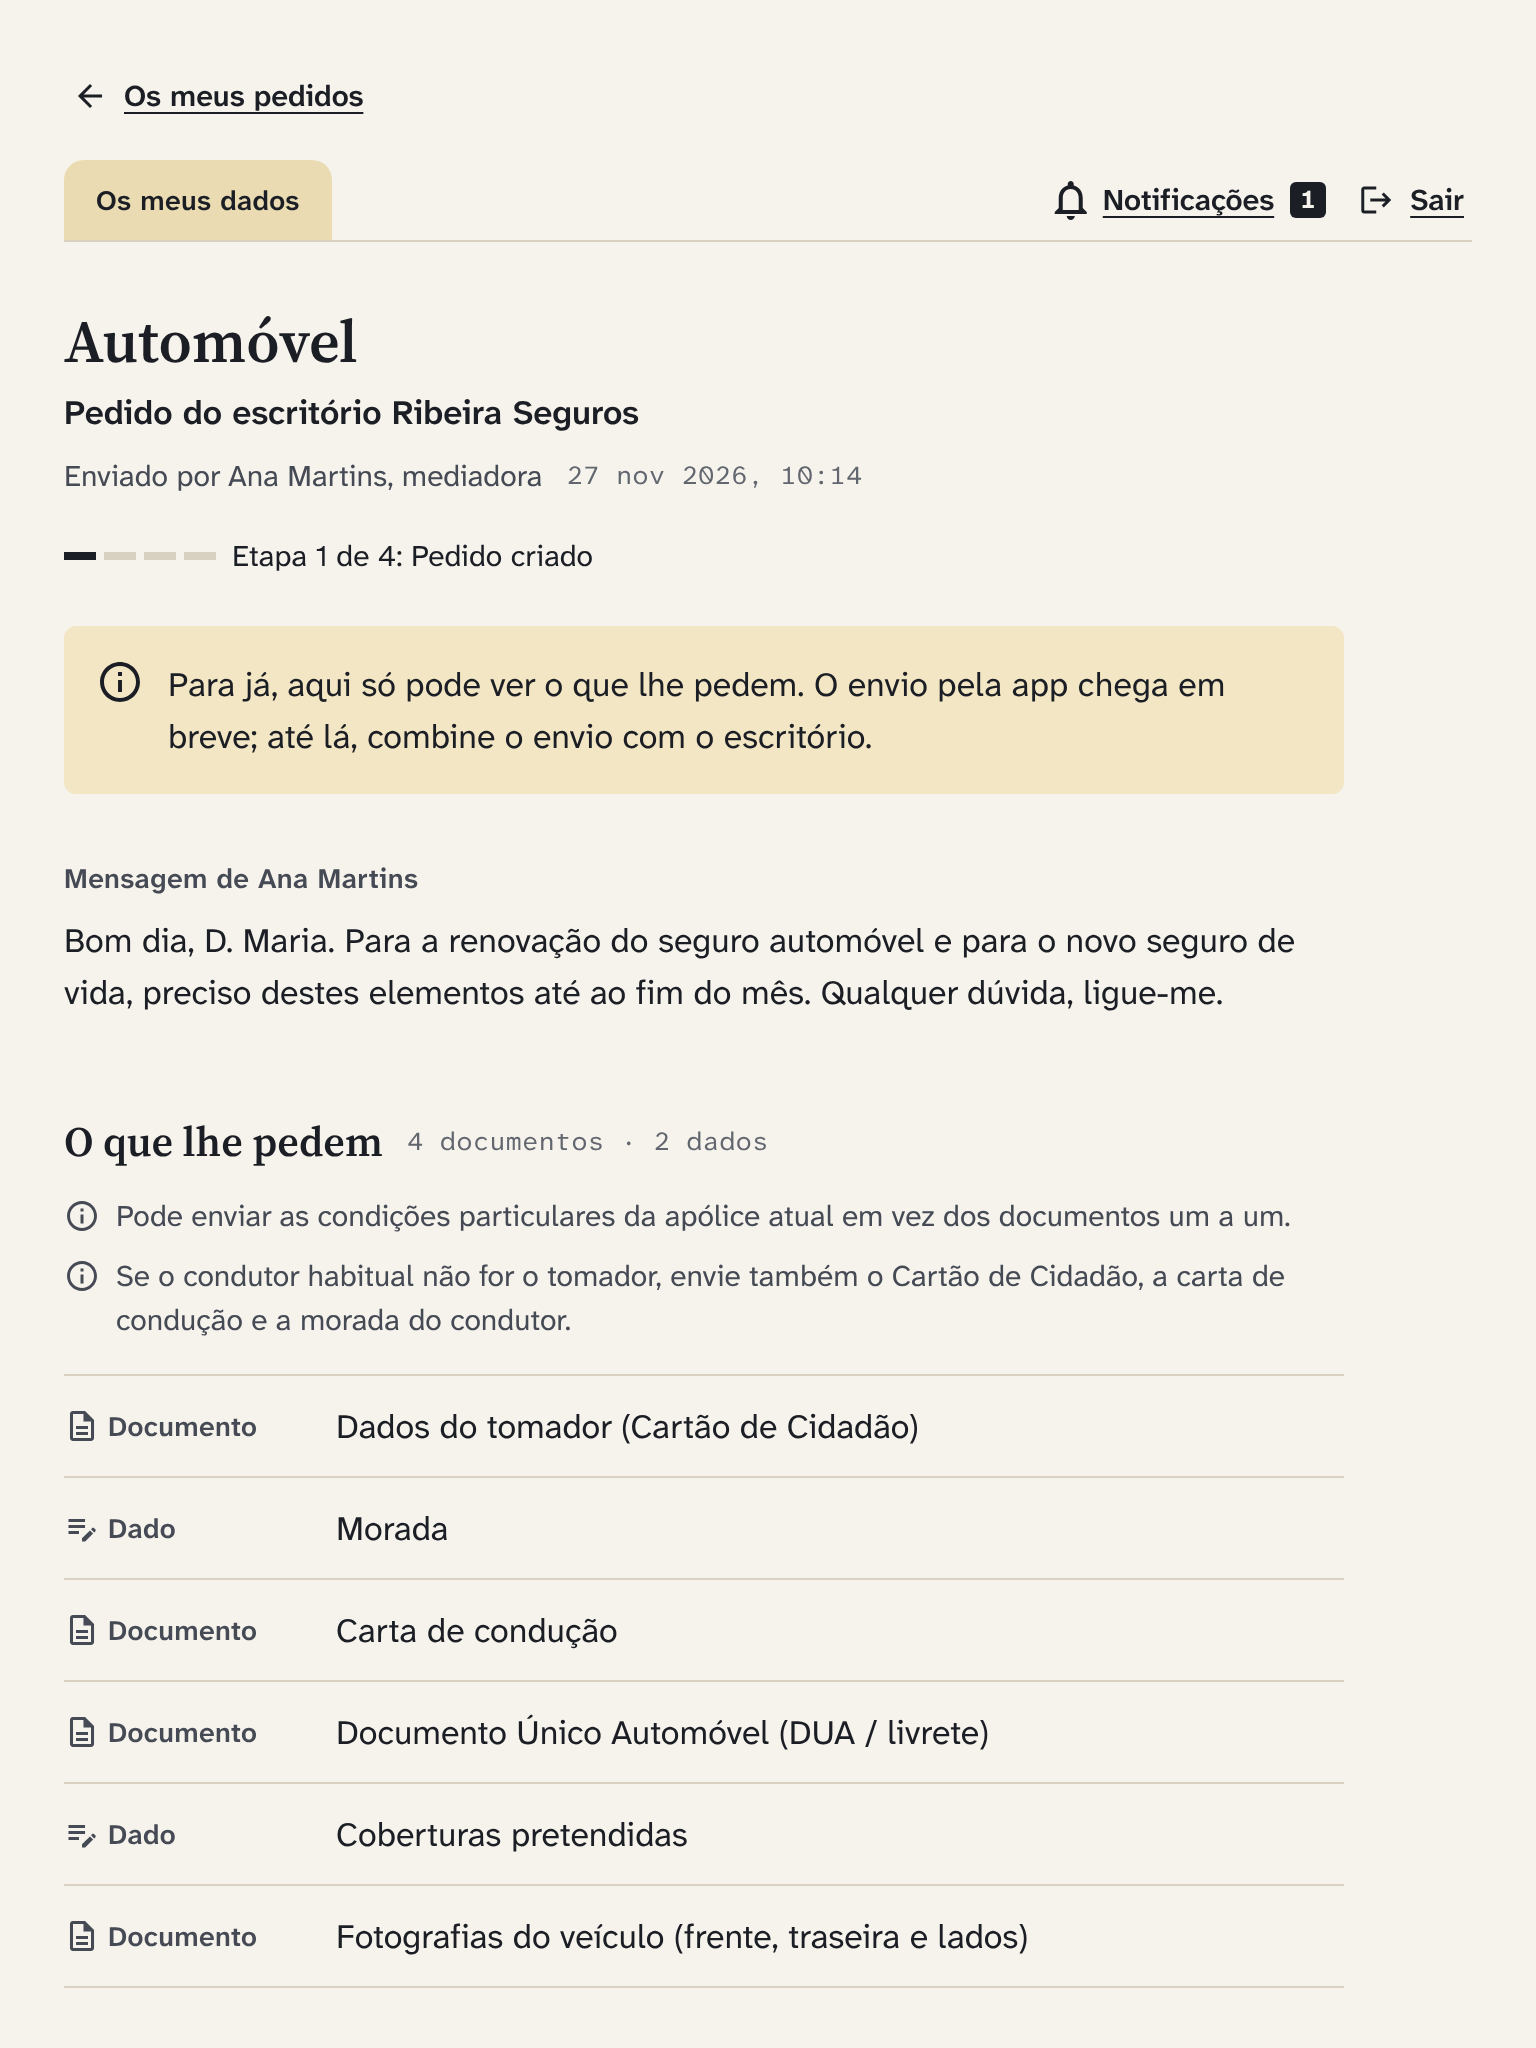 Os meus pedidos
Os meus dados
Notificações 1 Sair
Automóvel
Pedido do escritório Ribeira Seguros
Enviado por Ana Martins, mediadora 27 nov 2026, 10:14
Etapa 1 de 4: Pedido criado
Para já, aqui só pode ver o que lhe pedem. O envio pela app chega em
breve; até lá, combine o envio com o escritório.
Mensagem de Ana Martins
Bom dia, D. Maria. Para a renovação do seguro automóvel e para o novo seguro de
vida, preciso destes elementos até ao fim do mês. Qualquer dúvida, ligue-me.
O que lhe pedem 4 documentos · 2 dados
Pode enviar as condições particulares da apólice atual em vez dos documentos um a um.
Se o condutor habitual não for o tomador, envie também o Cartão de Cidadão, a carta de
condução e a morada do condutor.
Documento Dados do tomador (Cartão de Cidadão)
Dado Morada
Documento Carta de condução
Documento Documento Único Automóvel (DUA / livrete)
Dado Coberturas pretendidas
Documento Fotografias do veículo (frente, traseira e lados)